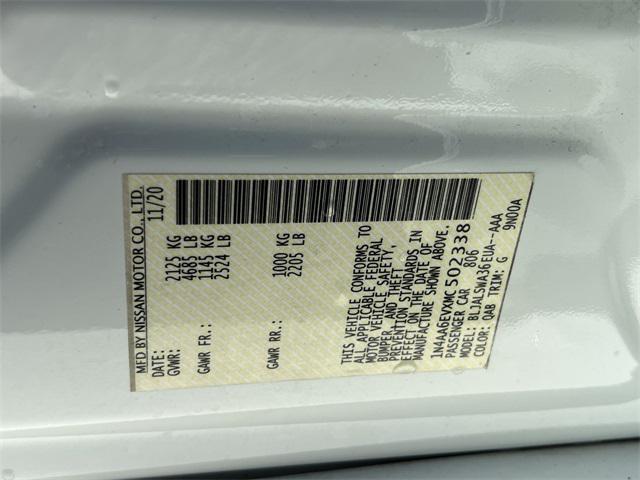 MFD BY NISSAN MOTOR CO., LTD.
DATE: 11/20
GVWR: 2125 KG
4685 LB
GAWR FR.: 1145 KG
2524 LB
GAWR RR.: 1000 KG
2205 LB
THIS VEHICLE CONFORMS TO
ALL APPLICABLE FEDERAL
MOTOR VEHICLE SAFETY,
BUMPER, AND THEFT
PREVENTION STANDARDS IN
EFFECT ON THE DATE OF
MANUFACTURE SHOWN ABOVE.
1N4AA6EVXMC502338
PASSENGER CAR 806
MODEL: BLJALSWA36EUA--AAA
COLOR: QAB TRIM: G 9N00A